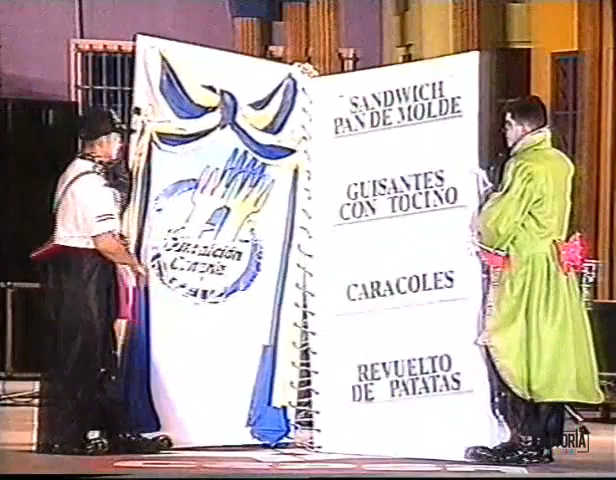 "SANDWICH"
PAN DE MOLDE
GUISANTES
CON TOCINO
CARACOLES
REVUELTO
DE PATATAS